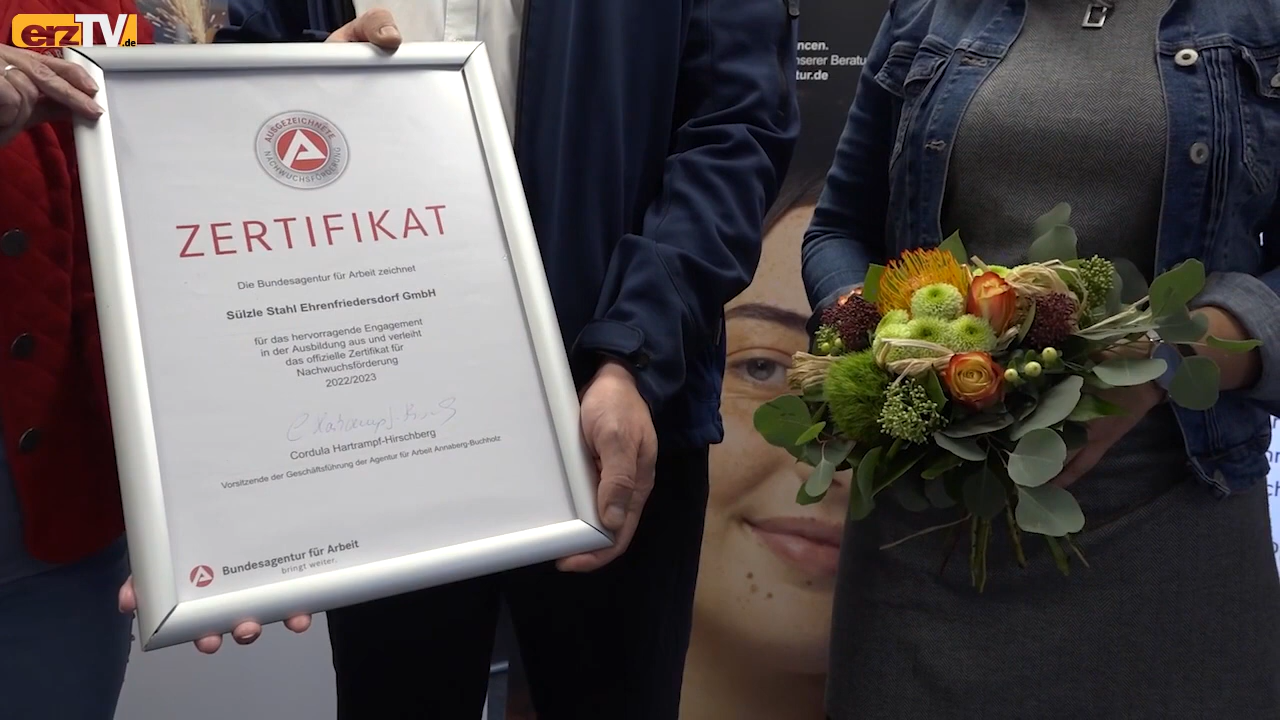 erzTV.de
ncen.
nserer Beratu
tur.de
AUSGEZEICHNETE
NACHWUCHSFÖRDERUNG
ZERTIFIKAT
Die Bundesagentur für Arbeit zeichnet
Sülzle Stahl Ehrenfriedersdorf GmbH
für das hervorragende Engagement
in der Ausbildung aus und verleiht
das offizielle Zertifikat für
Nachwuchsförderung
2022/2023
Cordula Hartrampf-Hirschberg
Vorsitzende der Geschäftsführung der Agentur für Arbeit Annaberg-Buchholz
Bundesagentur für Arbeit
bringt weiter.